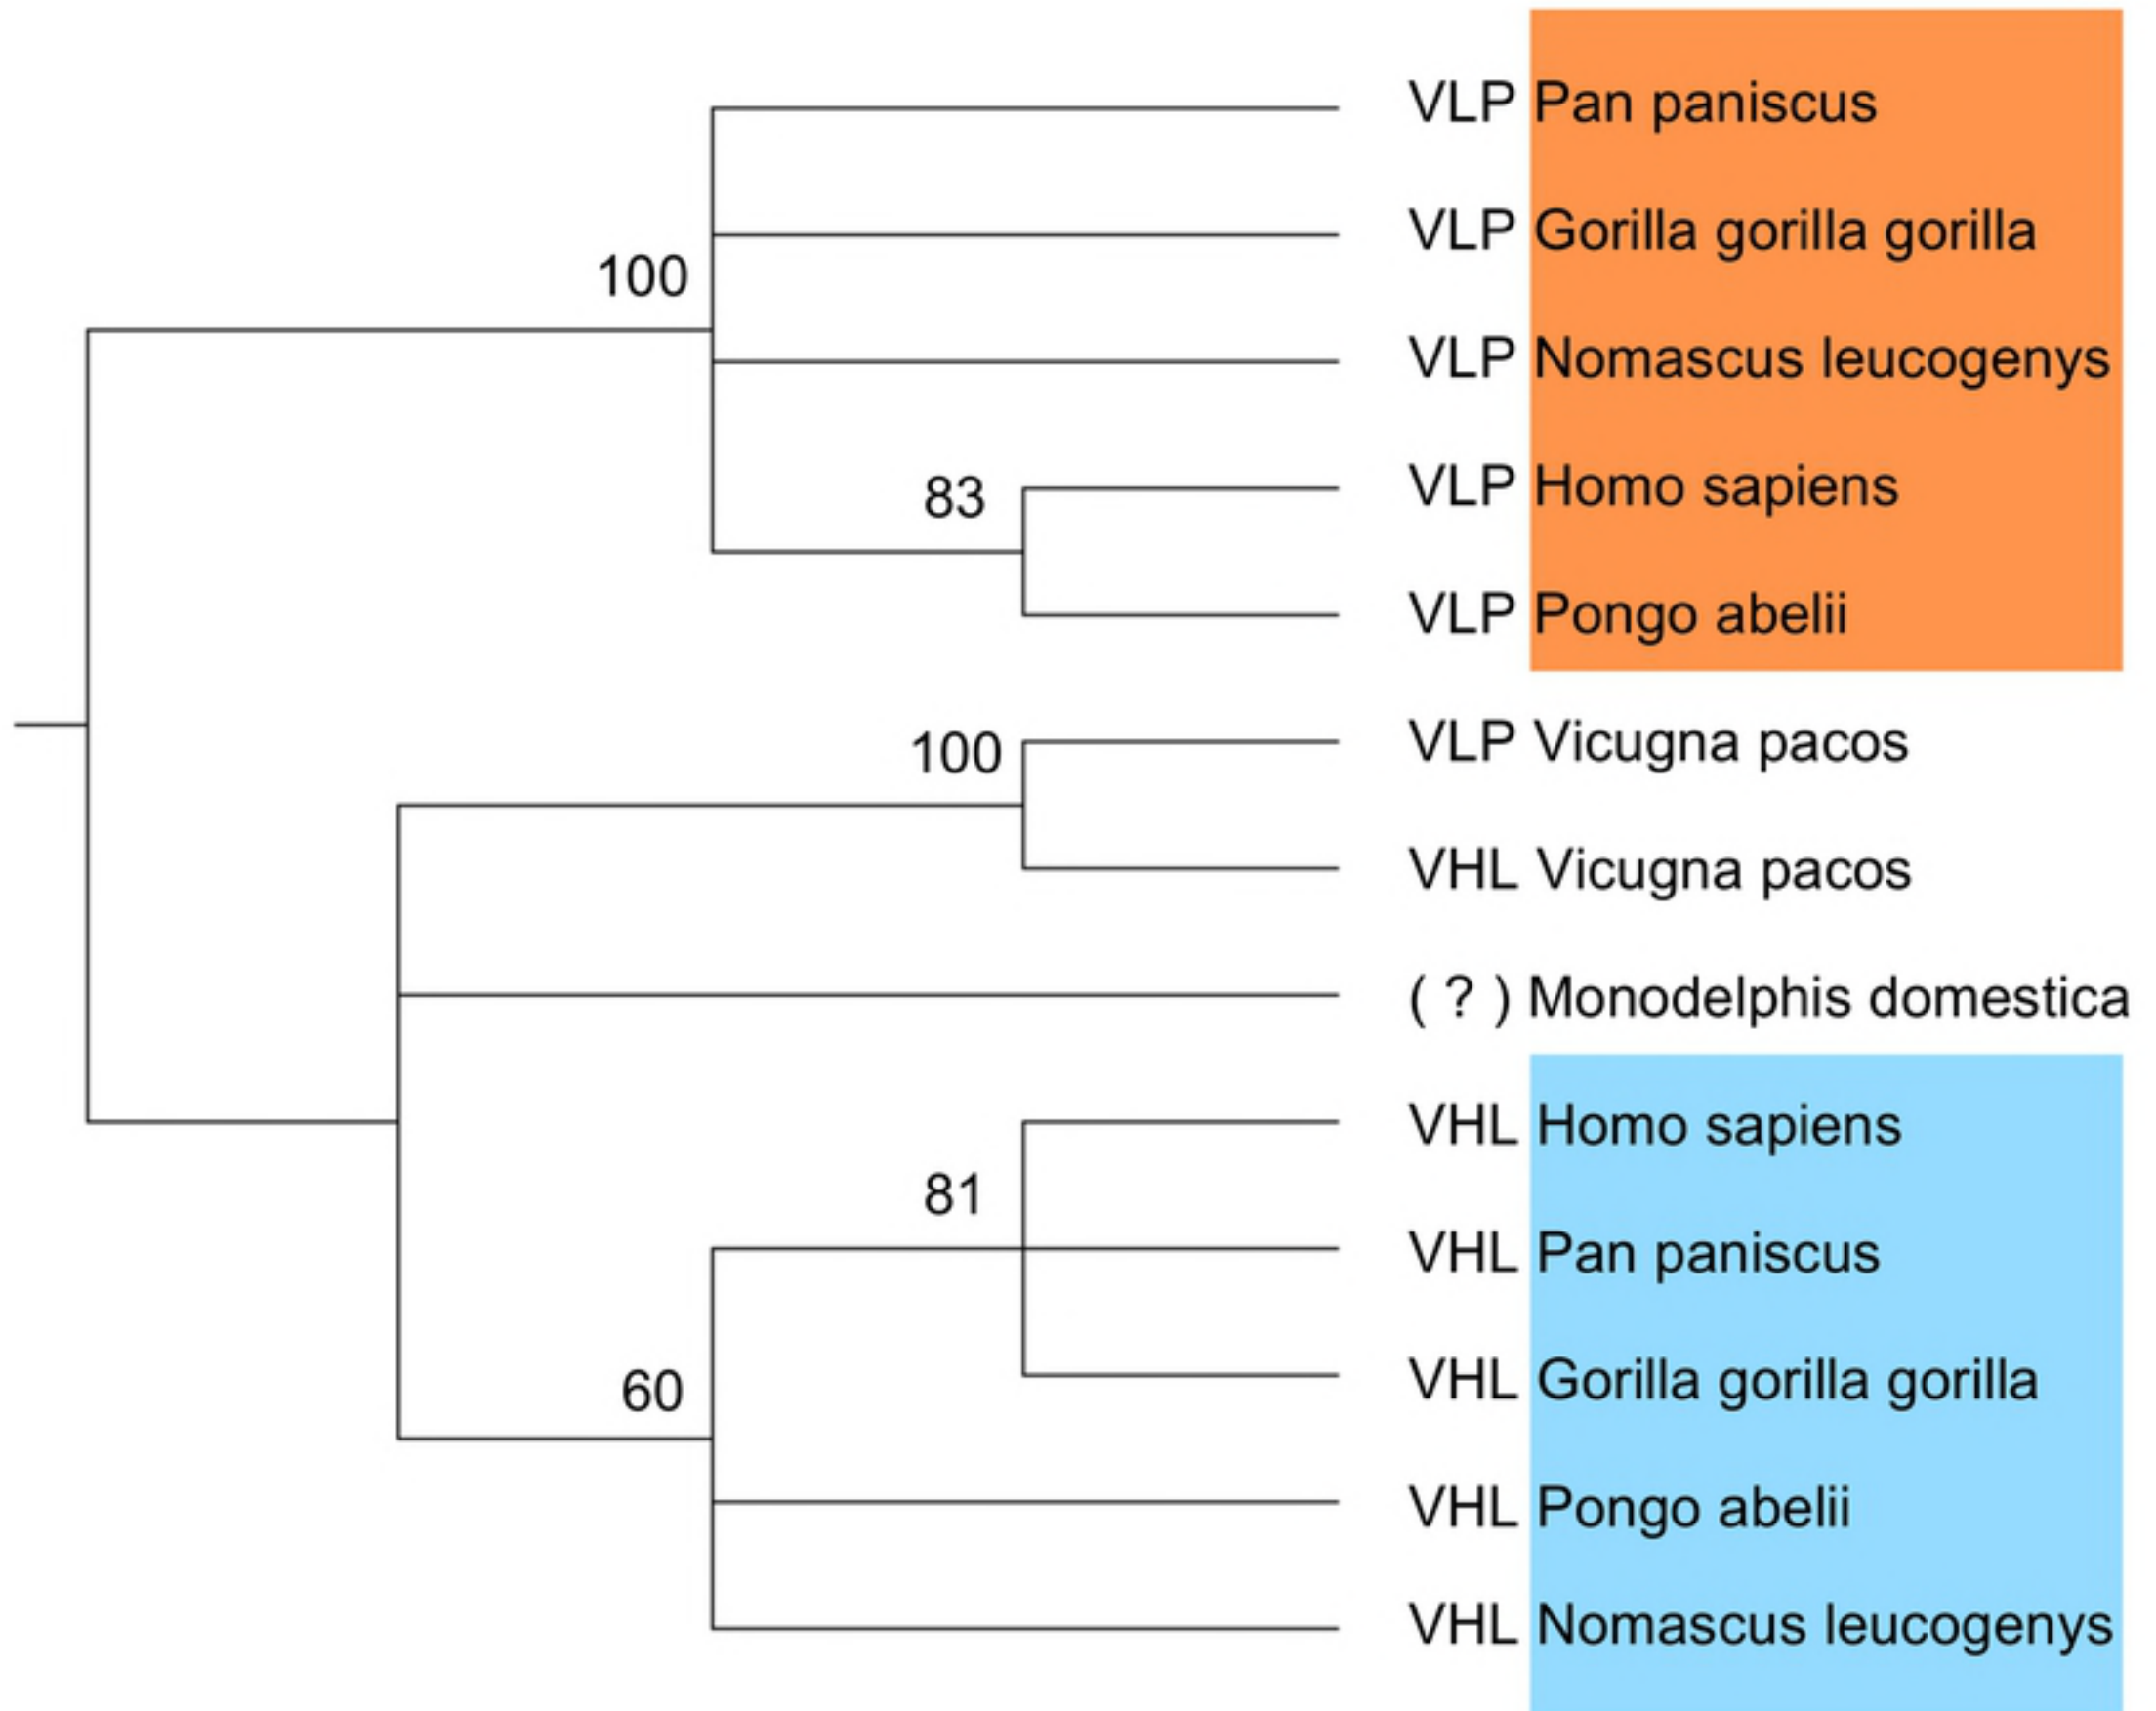 VLP Pan paniscus
VLP Gorilla gorilla gorilla
100
VLP Nomascus leucogenys
83
VLP Homo sapiens
VLP Pongo abelii
100
VLP Vicugna pacos
VHL Vicugna pacos
( ? ) Monodelphis domestica
VHL Homo sapiens
81
VHL Pan paniscus
VHL Gorilla gorilla gorilla
60
VHL Pongo abelii
VHL Nomascus leucogenys